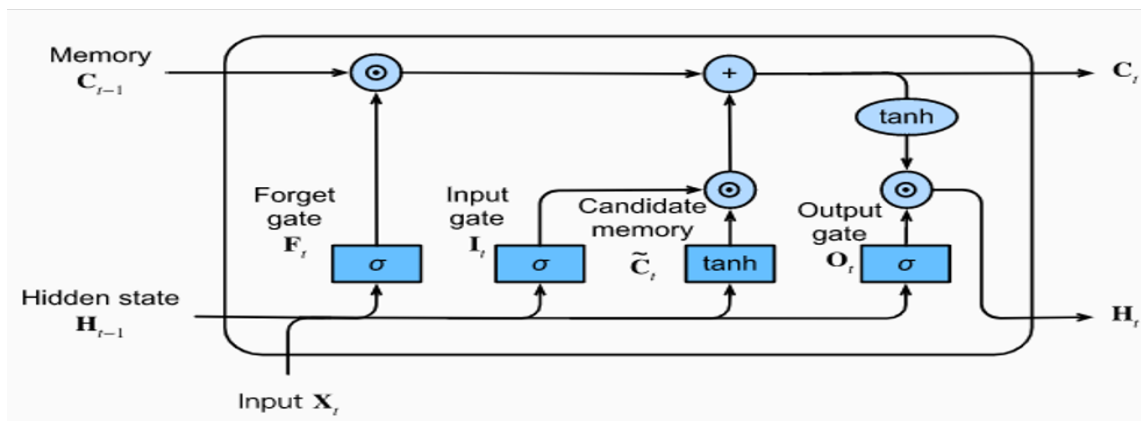 Memory
C_{t−1}
⊙
+
C_t
tanh
Forget
gate
F_t
Input
gate
I_t
⊙
Candidate
memory
C̃_t
Output
gate
O_t
⊙
σ
σ
tanh
σ
Hidden state
H_{t−1}
H_t
Input X_t